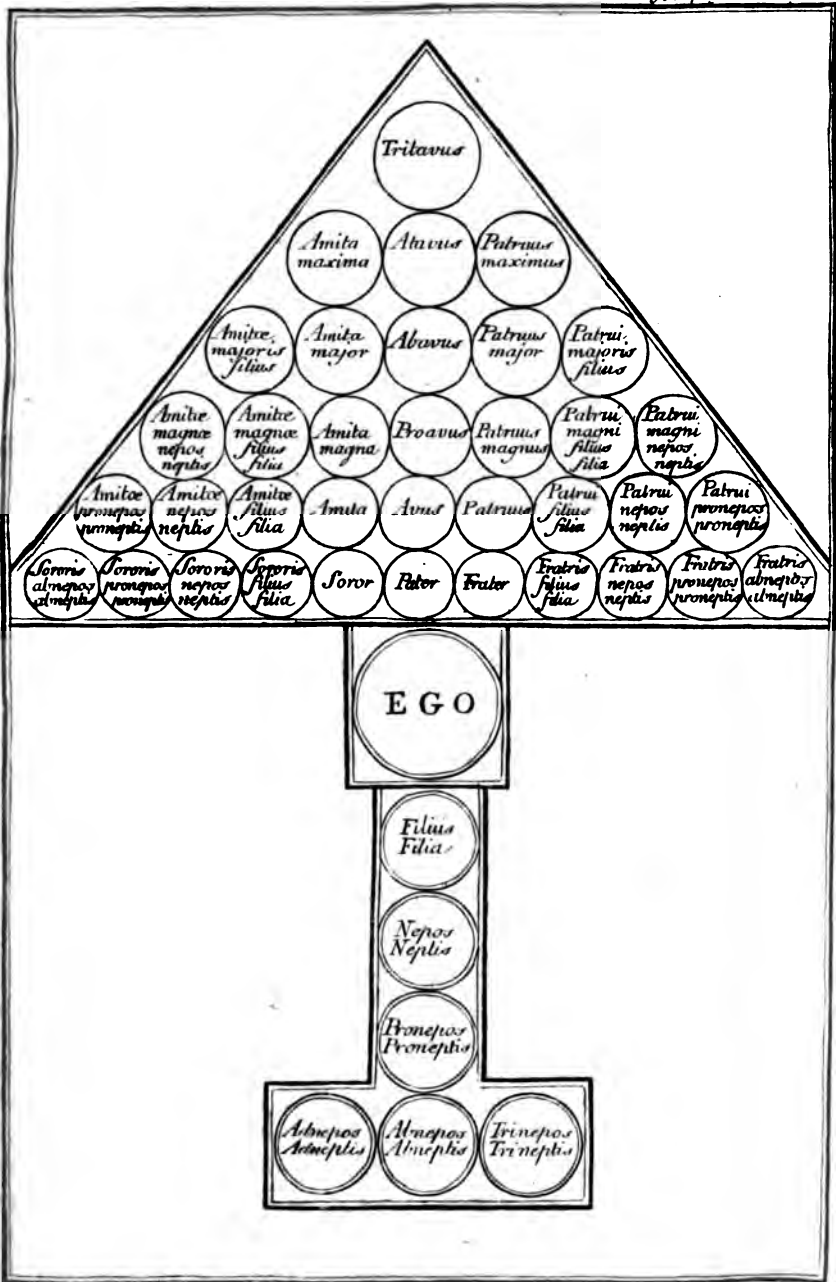 Tritavus
Amita
maxima
Atavus
Patruus
maximus
Amitæ
majoris
filius
Amita
major
Abavus
Patruus
major
Patrui
majoris
filius
Amitæ
magnæ
nepos
neptis
Amitæ
magnæ
filius
filia
Amita
magna
Proavus
Patruus
magnus
Patrui
magni
filius
filia
Patrui
magni
nepos
neptis
Amitæ
pronepos
proneptis
Amitæ
nepos
neptis
Amitæ
filius
filia
Amita
Avus
Patruus
Patrui
filius
filia
Patrui
nepos
neptis
Patrui
pronepos
proneptis
Sororis
abnepos
abneptis
Sororis
pronepos
proneptis
Sororis
nepos
neptis
Sororis
filius
filia
Soror
Pater
Frater
Fratris
filius
filia
Fratris
nepos
neptis
Fratris
pronepos
proneptis
Fratris
abnepos
abneptis
EGO
Filius
Filia
Nepos
Neptis
Pronepos
Proneptis
Adnepos
Adneptis
Abnepos
Abneptis
Trinepos
Trineptis